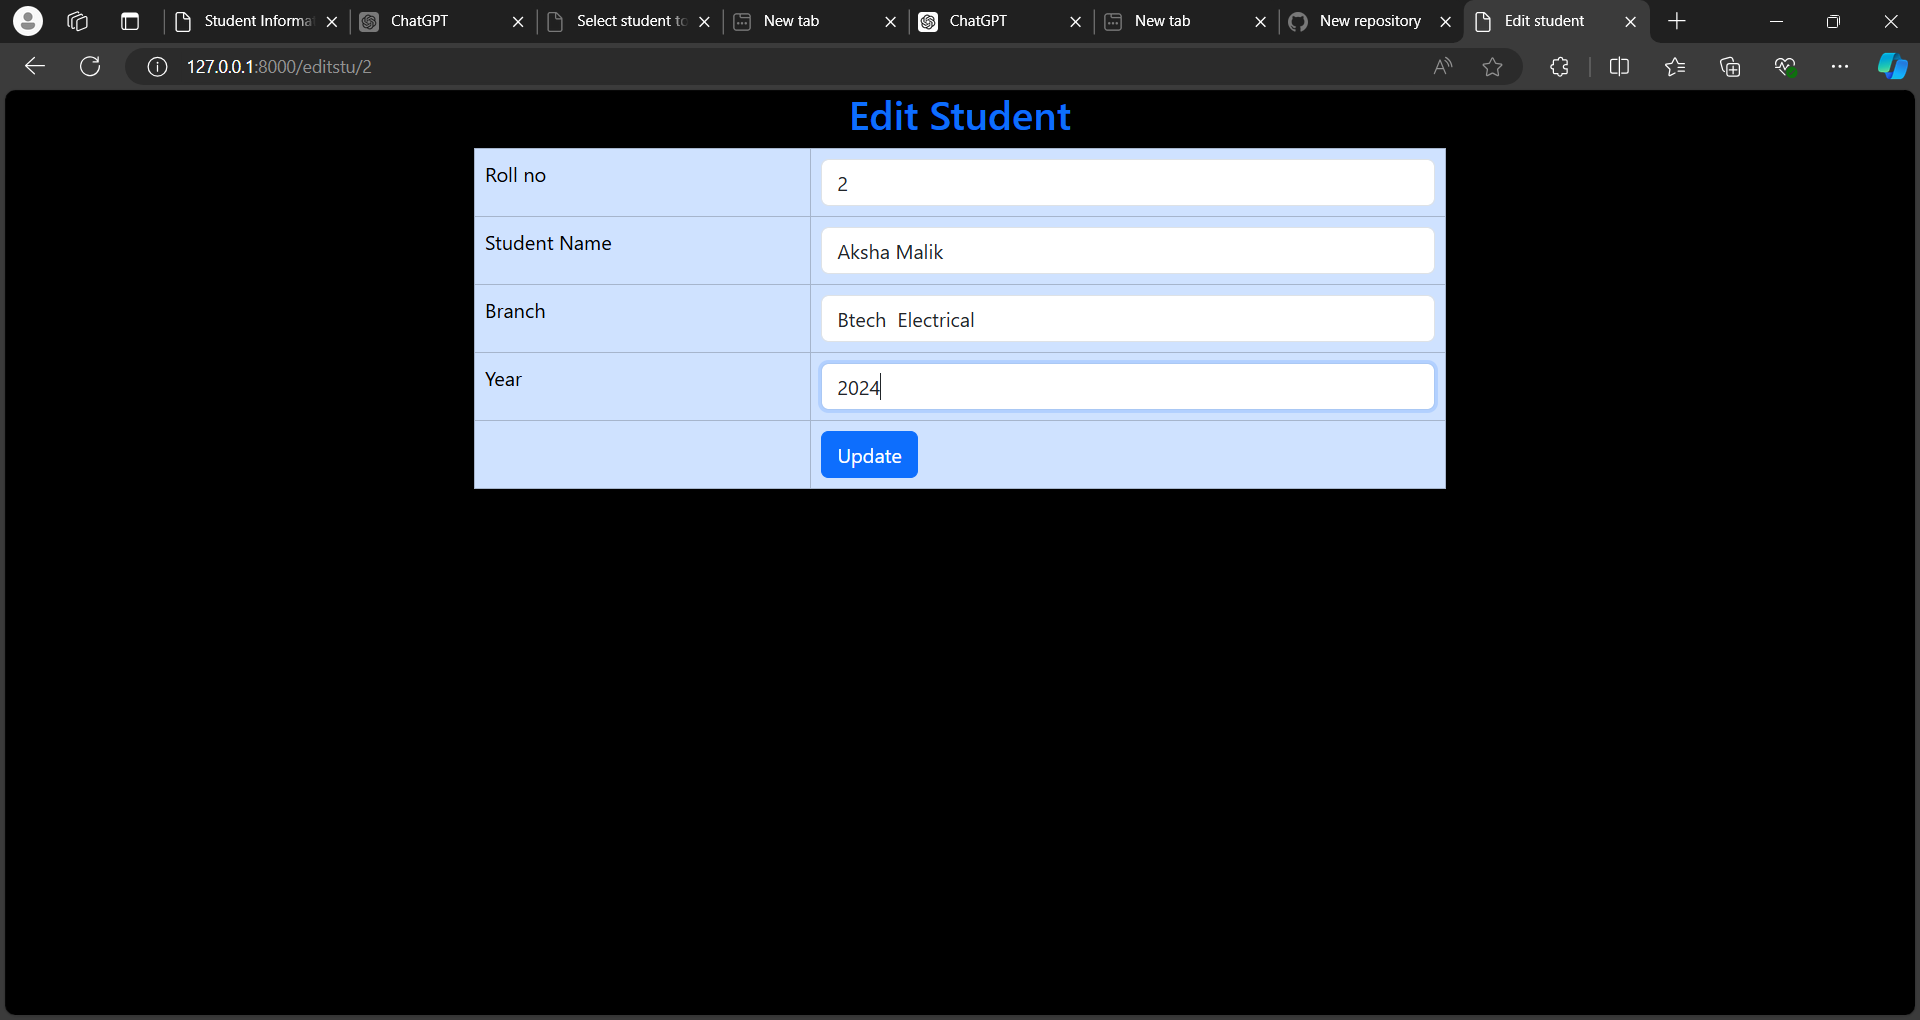 Student Informa
ChatGPT
Select student to
New tab
ChatGPT
New tab
New repository
Edit student
127.0.0.1:8000/editstu/2
Edit Student
Roll no
2
Student Name
Aksha Malik
Branch
Btech  Electrical
Year
2024
Update